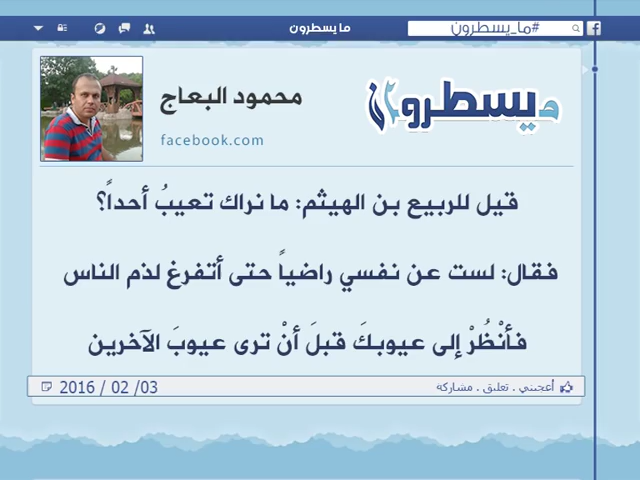 ما يسطرون
#ما_يسطرون
محمود البعاج
facebook.com
ما يسطرون
قيل للربيع بن الهيثم: ما نراك تعيبُ أحداً؟
فقال: لست عن نفسي راضياً حتى أتفرغ لذم الناس
فأنْظُرْ إلى عيوبكَ قبلَ أنْ ترى عيوبَ الآخرين
أعجبني . تعليق . مشاركة
2016 / 02 /03